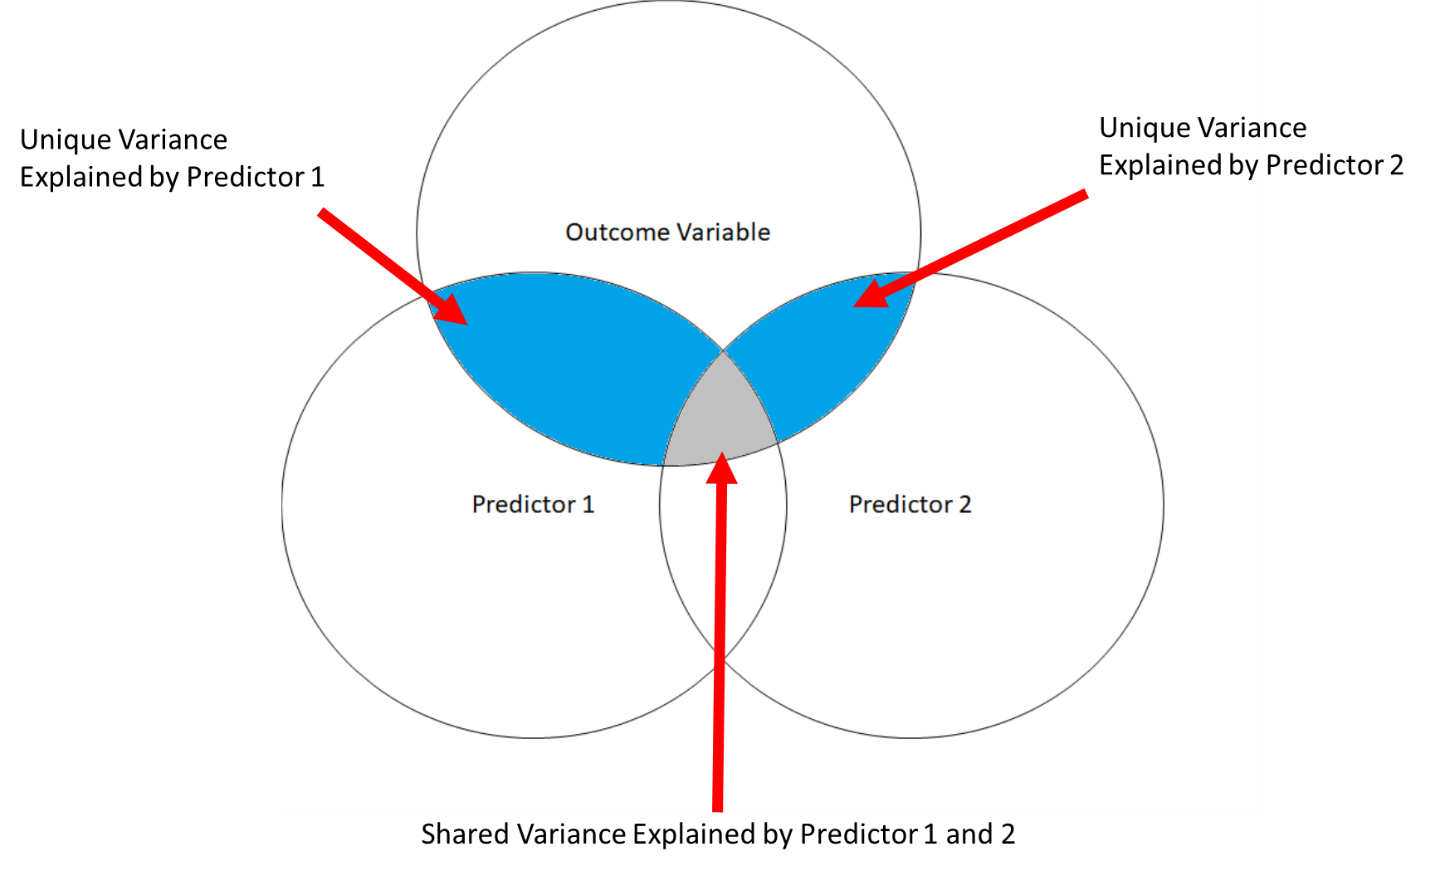 Unique Variance
Explained by Predictor 1
Unique Variance
Explained by Predictor 2
Outcome Variable
Predictor 1
Predictor 2
Shared Variance Explained by Predictor 1 and 2